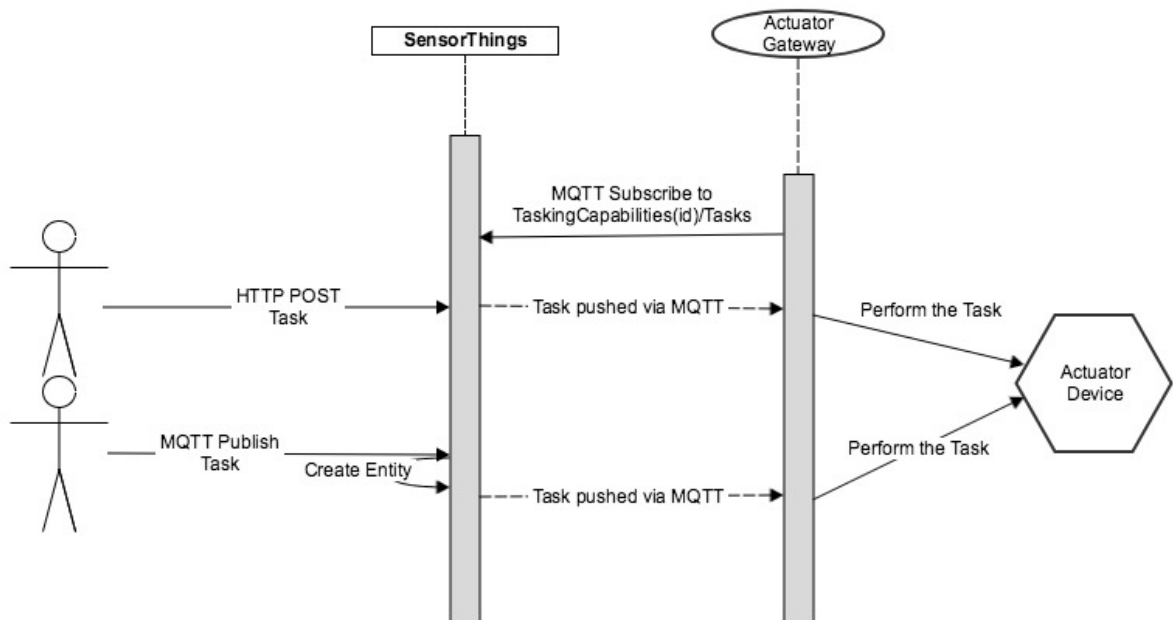 SensorThings
Actuator
Gateway
MQTT Subscribe to
TaskingCapabilities(id)/Tasks
HTTP POST
Task
Task pushed via MQTT
Perform the Task
Actuator
Device
MQTT Publish
Task
Create Entity
Task pushed via MQTT
Perform the Task